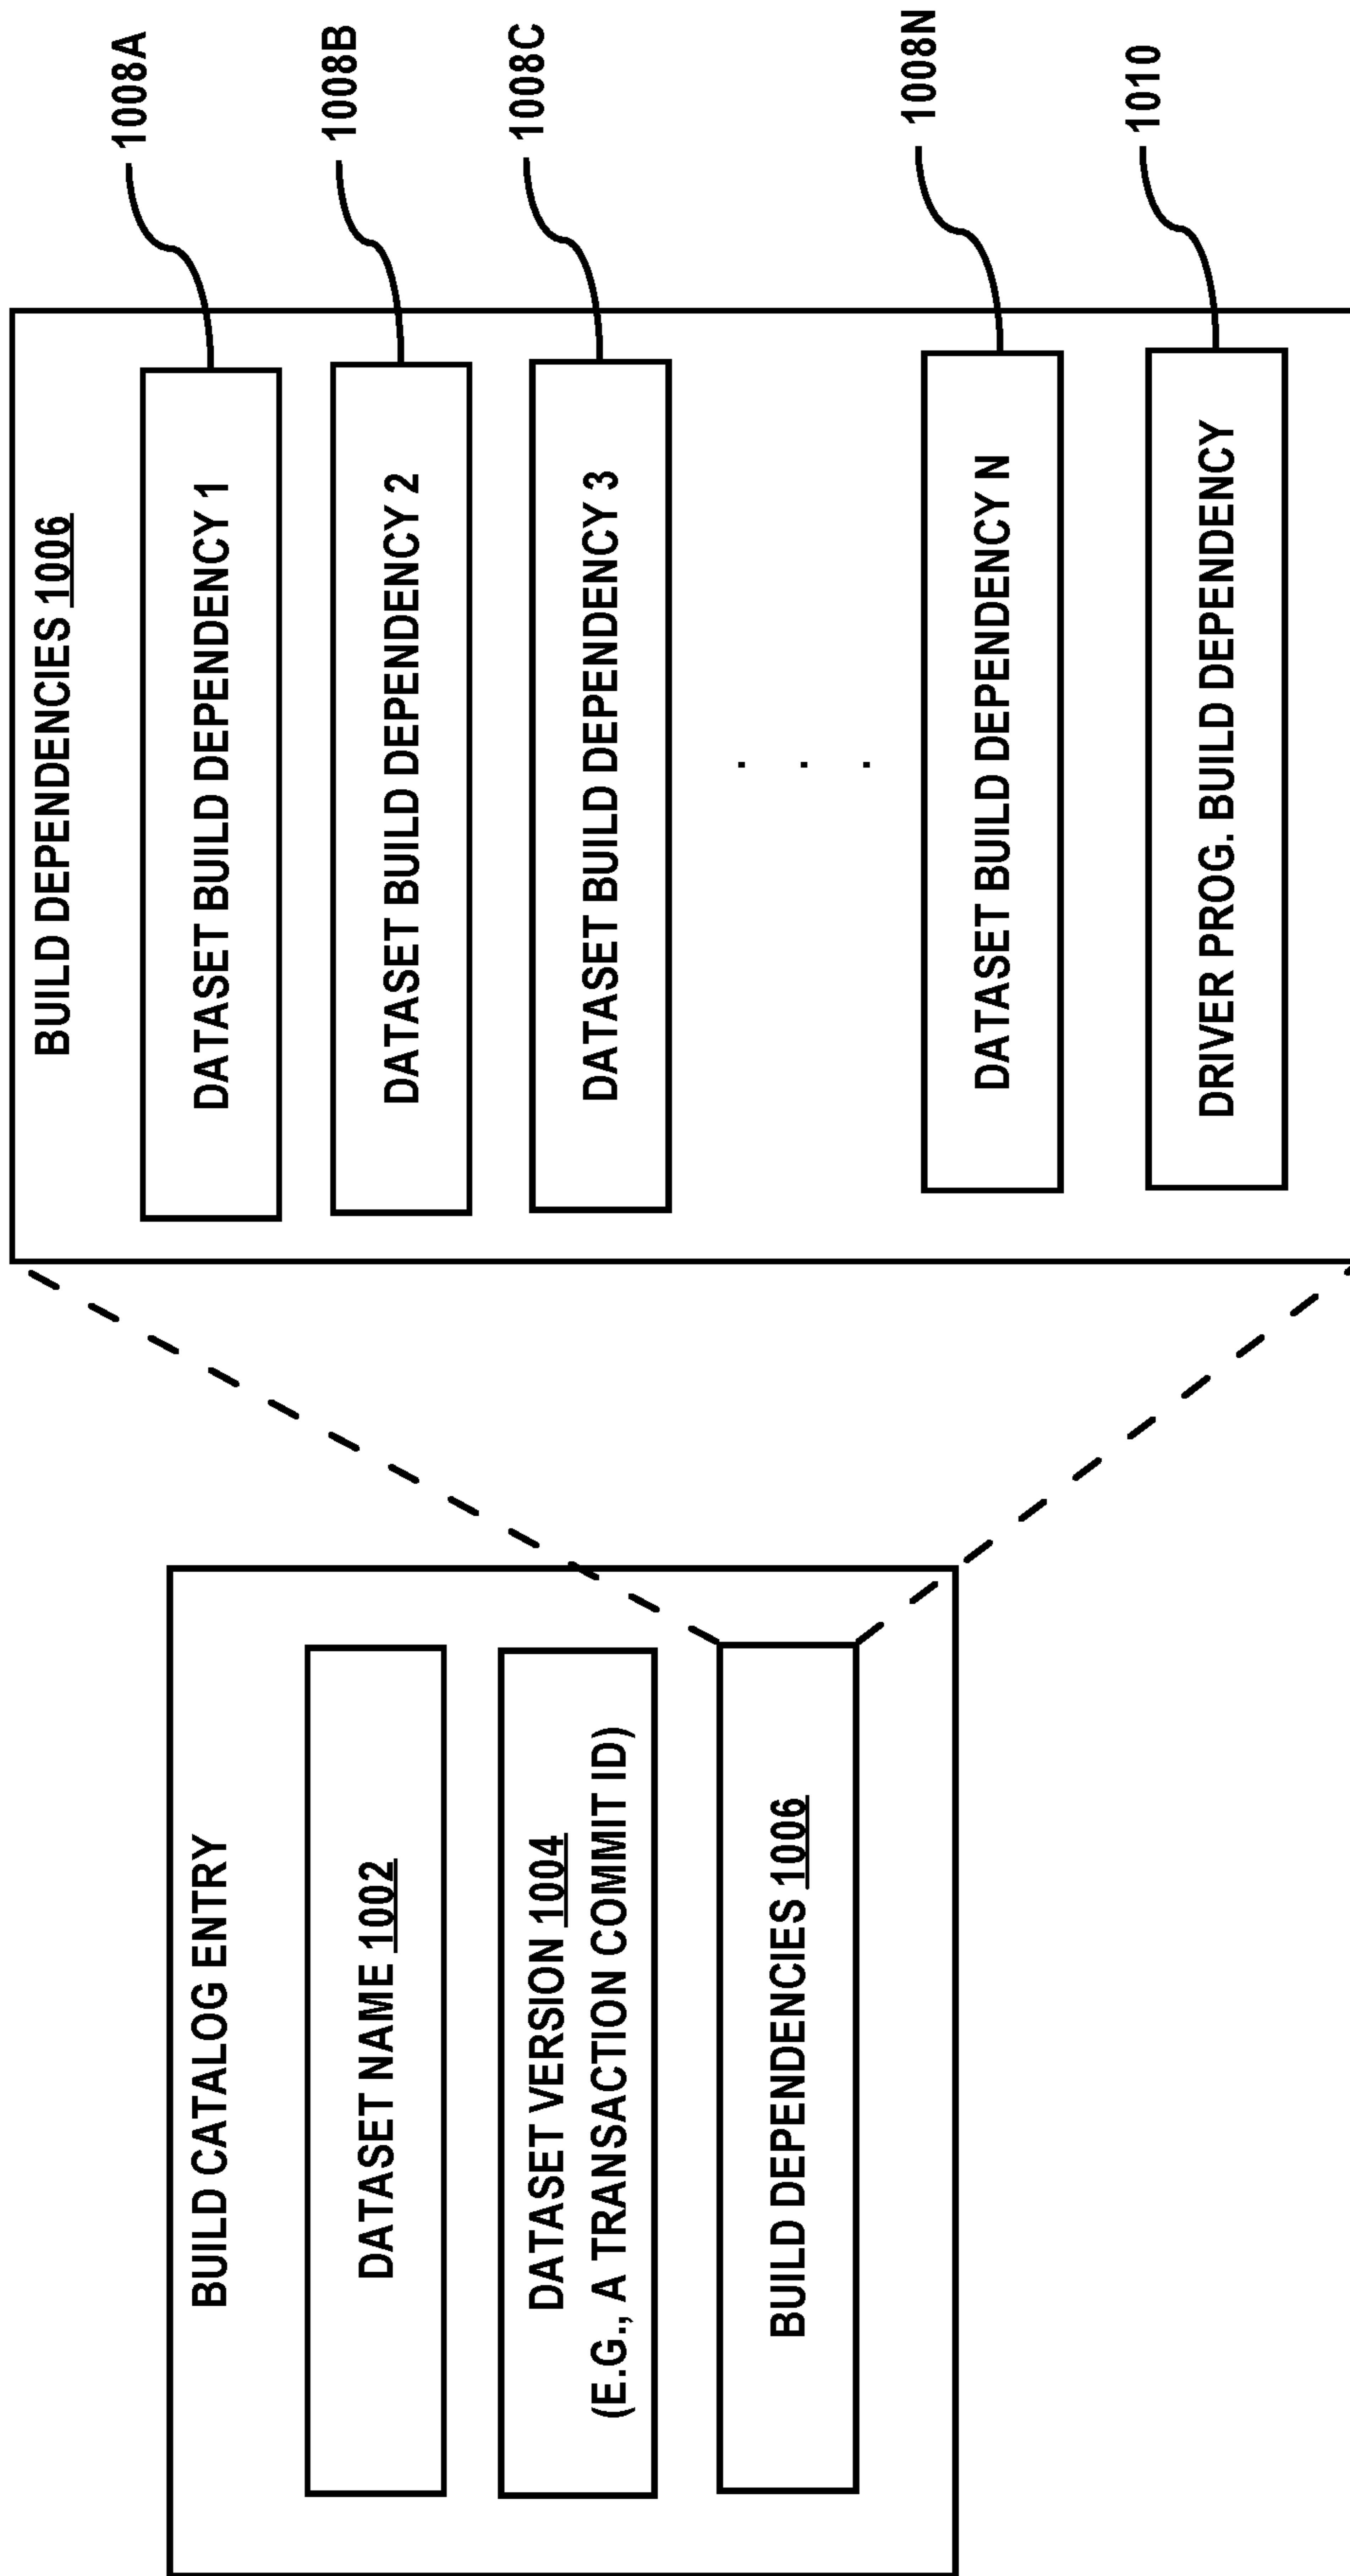 BUILD CATALOG ENTRY
DATASET NAME 1002
DATASET VERSION 1004
(E.G., A TRANSACTION COMMIT ID)
BUILD DEPENDENCIES 1006
BUILD DEPENDENCIES 1006
DATASET BUILD DEPENDENCY 1
1008A
DATASET BUILD DEPENDENCY 2
1008B
DATASET BUILD DEPENDENCY 3
1008C
. . .
DATASET BUILD DEPENDENCY N
1008N
DRIVER PROG. BUILD DEPENDENCY
1010